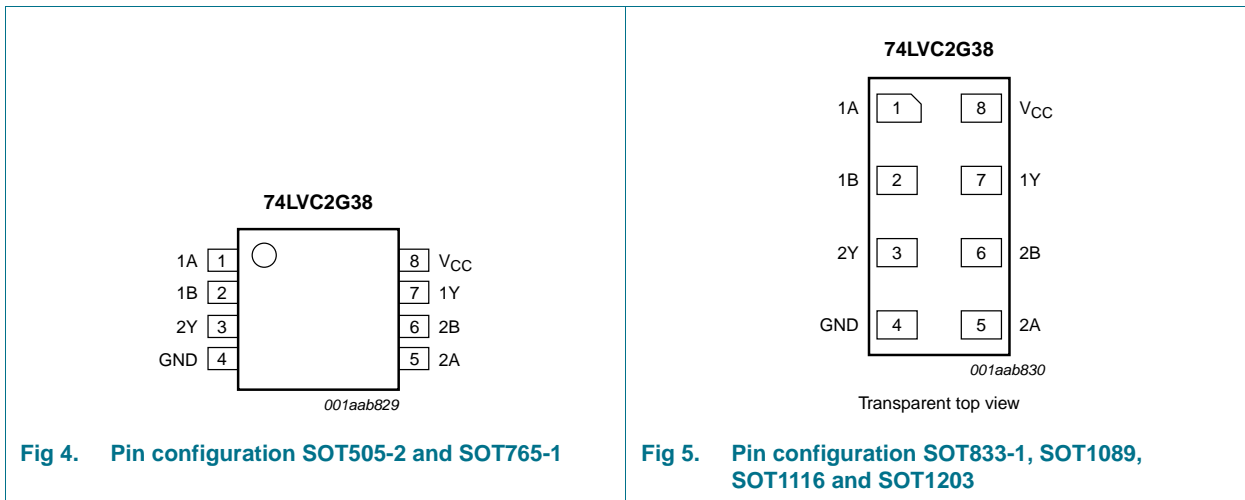 74LVC2G38
1A 1 8 VCC
1B 2 7 1Y
2Y 3 6 2B
GND 4 5 2A
001aab829
Fig 4. Pin configuration SOT505-2 and SOT765-1
74LVC2G38
1A 1 8 VCC
1B 2 7 1Y
2Y 3 6 2B
GND 4 5 2A
001aab830
Transparent top view
Fig 5. Pin configuration SOT833-1, SOT1089,
SOT1116 and SOT1203